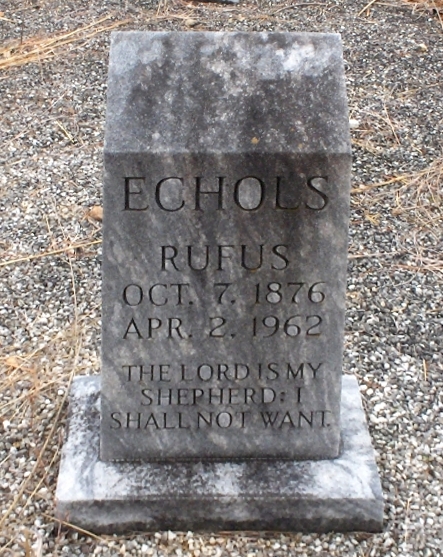 ECHOLS
RUFUS
OCT. 7. 1876
APR. 2. 1962
THE LORD IS MY
SHEPHERD: I
SHALL NOT WANT.